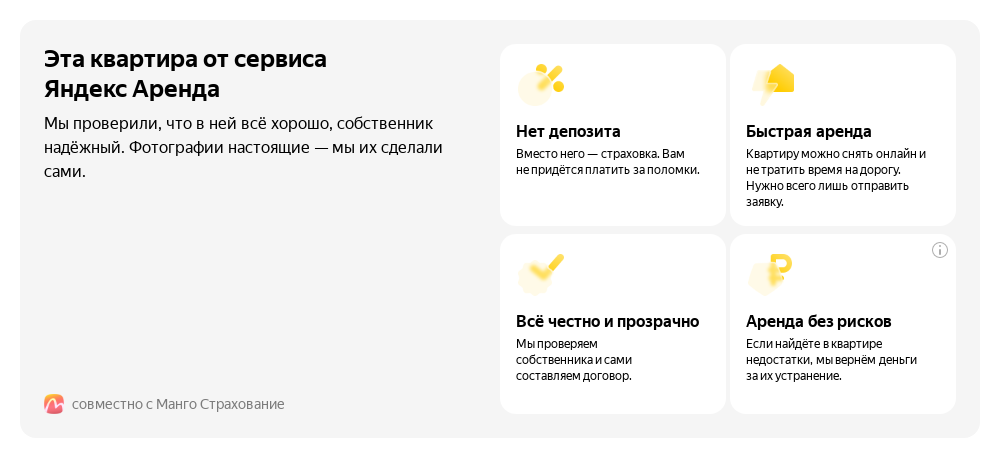 Эта квартира от сервиса
Яндекс Аренда
Мы проверили, что в ней всё хорошо, собственник
надёжный. Фотографии настоящие — мы их сделали
сами.
Нет депозита
Вместо него — страховка. Вам
не придётся платить за поломки.
Быстрая аренда
Квартиру можно снять онлайн и
не тратить время на дорогу.
Нужно всего лишь отправить
заявку.
Всё честно и прозрачно
Мы проверяем
собственника и сами
составляем договор.
Аренда без рисков
Если найдёте в квартире
недостатки, мы вернём деньги
за их устранение.
совместно с Манго Страхование